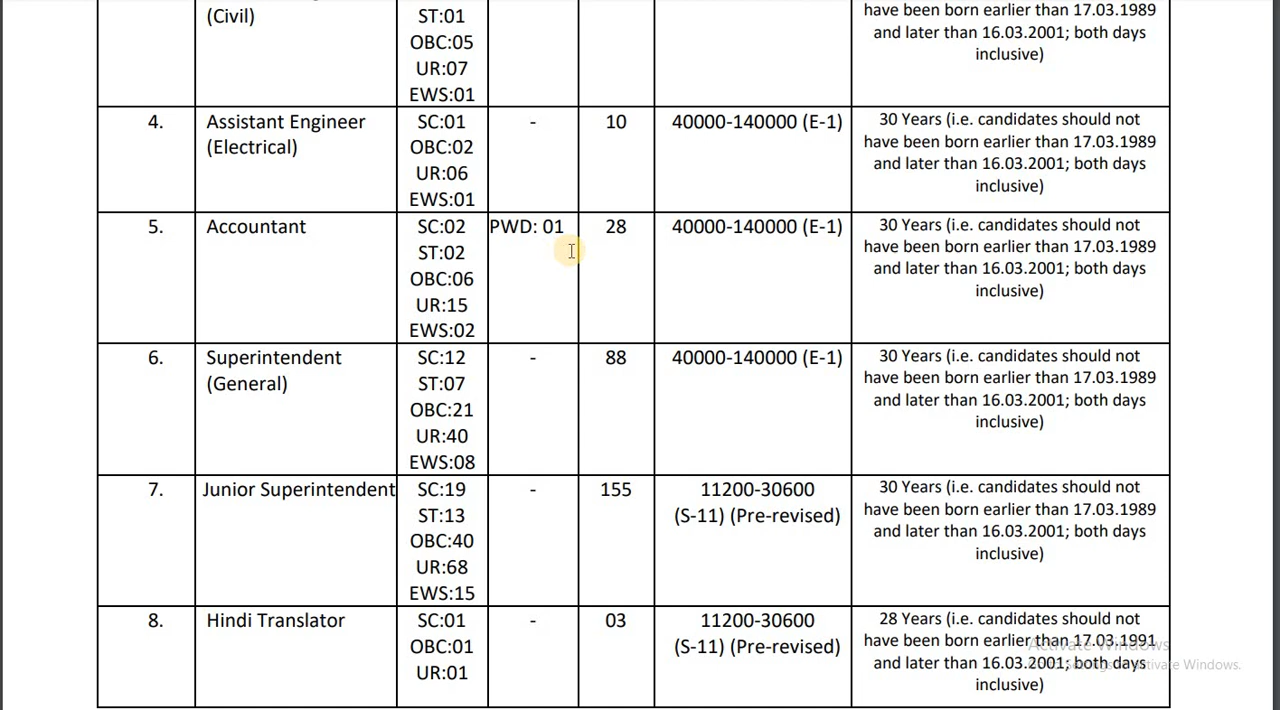 (Civil)
ST:01
OBC:05
UR:07
EWS:01
have been born earlier than 17.03.1989
and later than 16.03.2001; both days
inclusive)
4.
Assistant Engineer
(Electrical)
SC:01
OBC:02
UR:06
EWS:01
-
10
40000-140000 (E-1)
30 Years (i.e. candidates should not
have been born earlier than 17.03.1989
and later than 16.03.2001; both days
inclusive)
5.
Accountant
SC:02
ST:02
OBC:06
UR:15
EWS:02
PWD: 01
28
40000-140000 (E-1)
30 Years (i.e. candidates should not
have been born earlier than 17.03.1989
and later than 16.03.2001; both days
inclusive)
6.
Superintendent
(General)
SC:12
ST:07
OBC:21
UR:40
EWS:08
-
88
40000-140000 (E-1)
30 Years (i.e. candidates should not
have been born earlier than 17.03.1989
and later than 16.03.2001; both days
inclusive)
7.
Junior Superintendent
SC:19
ST:13
OBC:40
UR:68
EWS:15
-
155
11200-30600
(S-11) (Pre-revised)
30 Years (i.e. candidates should not
have been born earlier than 17.03.1989
and later than 16.03.2001; both days
inclusive)
8.
Hindi Translator
SC:01
OBC:01
UR:01
-
03
11200-30600
(S-11) (Pre-revised)
28 Years (i.e. candidates should not
have been born earlier than 17.03.1991
and later than 16.03.2001; both days
inclusive)
Activate Windows
Activate Windows.